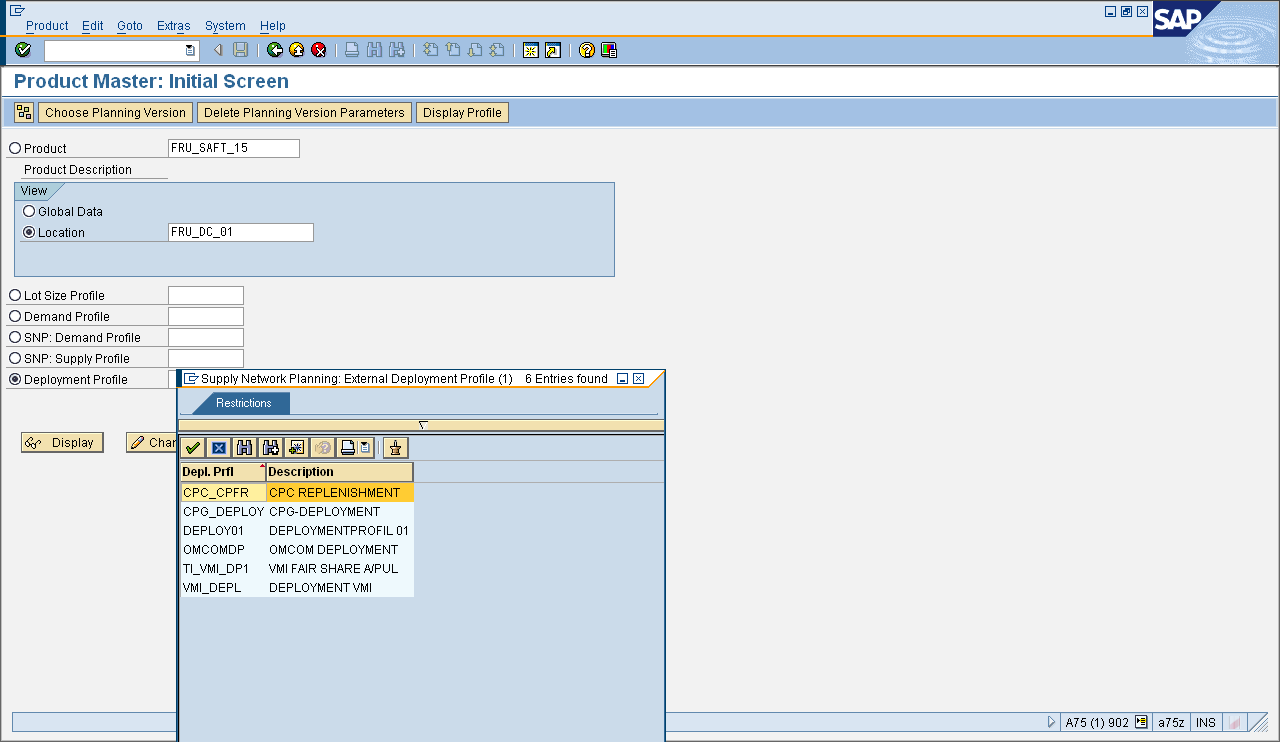 Product Edit Goto Extras System Help
SAP
Product Master: Initial Screen
Choose Planning Version Delete Planning Version Parameters Display Profile
Product FRU_SAFT_15
Product Description
View
Global Data
Location FRU_DC_01
Lot Size Profile
Demand Profile
SNP: Demand Profile
SNP: Supply Profile
Deployment Profile
Supply Network Planning: External Deployment Profile (1) 6 Entries found
Restrictions
Display Chan
Depl. Prfl Description
CPC_CPFR CPC REPLENISHMENT
CPG_DEPLOY CPG-DEPLOYMENT
DEPLOY01 DEPLOYMENTPROFIL 01
OMCOMDP OMCOM DEPLOYMENT
TI_VMI_DP1 VMI FAIR SHARE A/PUL
VMI_DEPL DEPLOYMENT VMI
A75 (1) 902 a75z INS